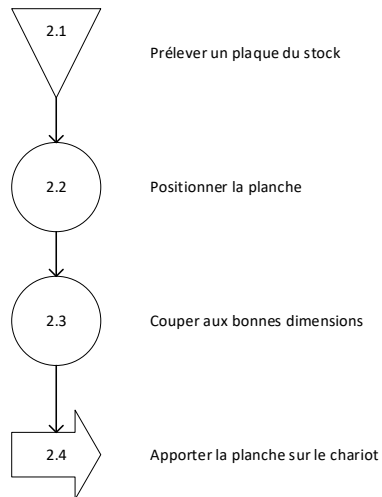 2.1
Prélever un plaque du stock
2.2
Positionner la planche
2.3
Couper aux bonnes dimensions
2.4
Apporter la planche sur le chariot